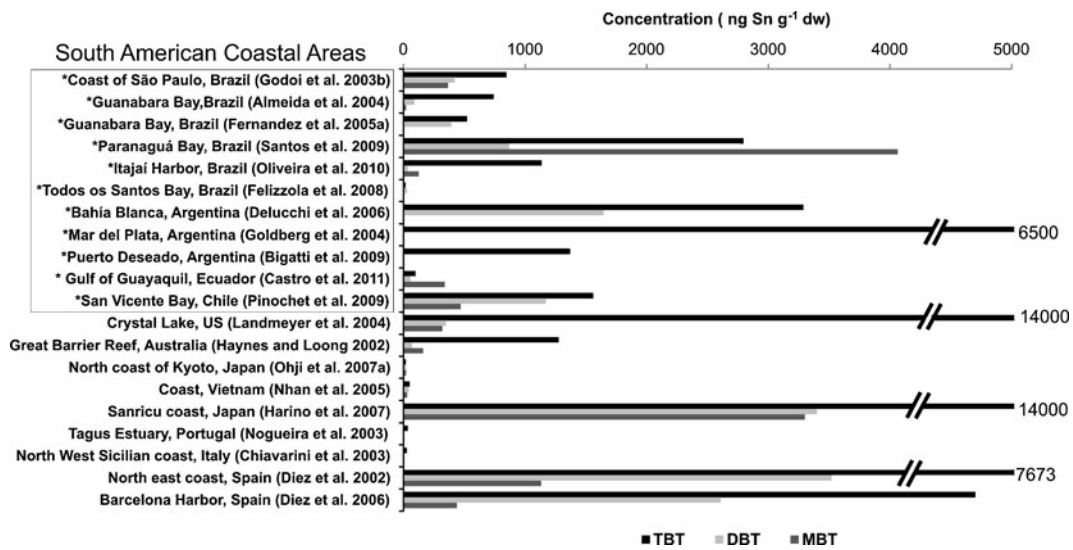 Concentration ( ng Sn g-1 dw)
South American Coastal Areas
0 1000 2000 3000 4000 5000
*Coast of São Paulo, Brazil (Godoi et al. 2003b)
*Guanabara Bay,Brazil (Almeida et al. 2004)
*Guanabara Bay, Brazil (Fernandez et al. 2005a)
*Paranaguá Bay, Brazil (Santos et al. 2009)
*Itajaí Harbor, Brazil (Oliveira et al. 2010)
*Todos os Santos Bay, Brazil (Felizzola et al. 2008)
*Bahía Blanca, Argentina (Delucchi et al. 2006)
*Mar del Plata, Argentina (Goldberg et al. 2004) 6500
*Puerto Deseado, Argentina (Bigatti et al. 2009)
* Gulf of Guayaquil, Ecuador (Castro et al. 2011)
*San Vicente Bay, Chile (Pinochet et al. 2009)
Crystal Lake, US (Landmeyer et al. 2004) 14000
Great Barrier Reef, Australia (Haynes and Loong 2002)
North coast of Kyoto, Japan (Ohji et al. 2007a)
Coast, Vietnam (Nhan et al. 2005)
Sanricu coast, Japan (Harino et al. 2007) 14000
Tagus Estuary, Portugal (Nogueira et al. 2003)
North West Sicilian coast, Italy (Chiavarini et al. 2003)
North east coast, Spain (Diez et al. 2002) 7673
Barcelona Harbor, Spain (Diez et al. 2006)
TBT DBT MBT